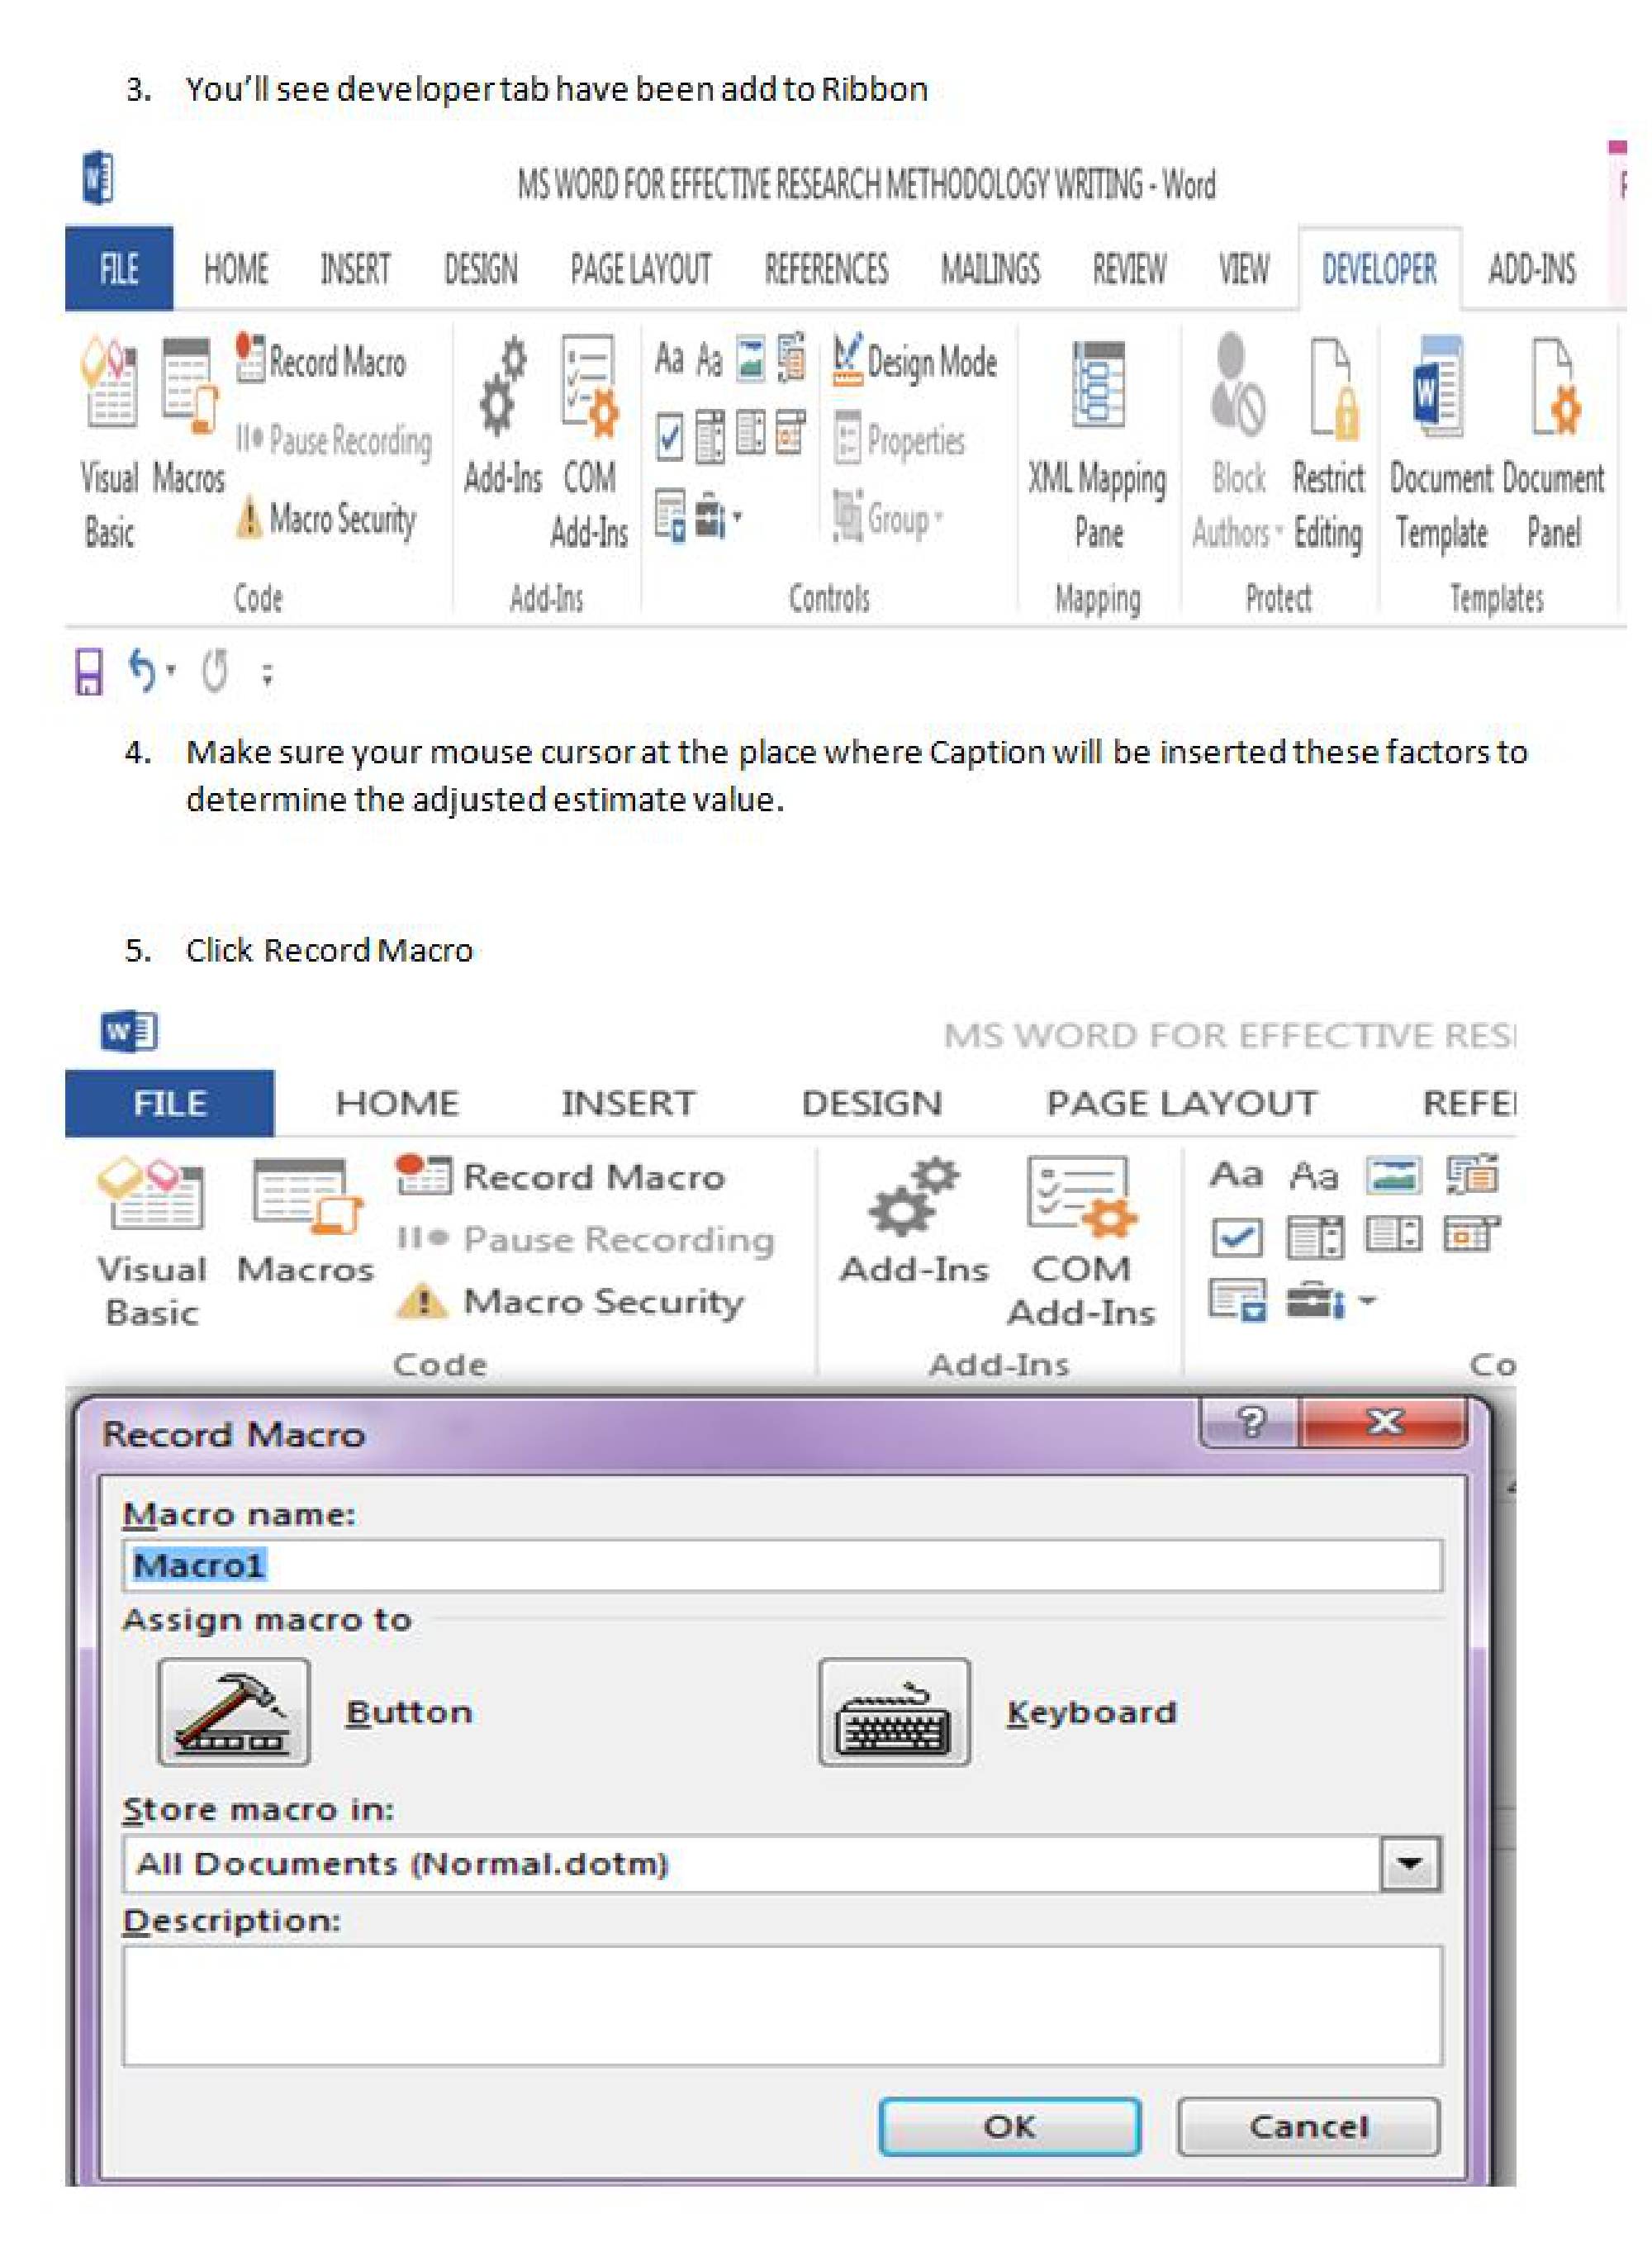 3. You'll see developer tab have been add to Ribbon
MS WORD FOR EFFECTIVE RESEARCH METHODOLOGY WRITING - Word
FILE HOME INSERT DESIGN PAGE LAYOUT REFERENCES MAILINGS REVIEW VIEW DEVELOPER ADD-INS
Visual Basic
Macros
Record Macro
Pause Recording
Macro Security
Code
Add-Ins
COM Add-Ins
Add-Ins
Aa Aa
Design Mode
Properties
Group
Controls
XML Mapping Pane
Mapping
Block Authors
Restrict Editing
Protect
Document Template
Document Panel
Templates
4. Make sure your mouse cursor at the place where Caption will be inserted these factors to
determine the adjusted estimate value.
5. Click Record Macro
MS WORD FOR EFFECTIVE RES
FILE HOME INSERT DESIGN PAGE LAYOUT REFE
Visual Basic
Macros
Record Macro
Pause Recording
Macro Security
Code
Add-Ins
COM Add-Ins
Add-Ins
Aa Aa
Co
Record Macro
Macro name:
Macro1
Assign macro to
Button
Keyboard
Store macro in:
All Documents (Normal.dotm)
Description:
OK Cancel